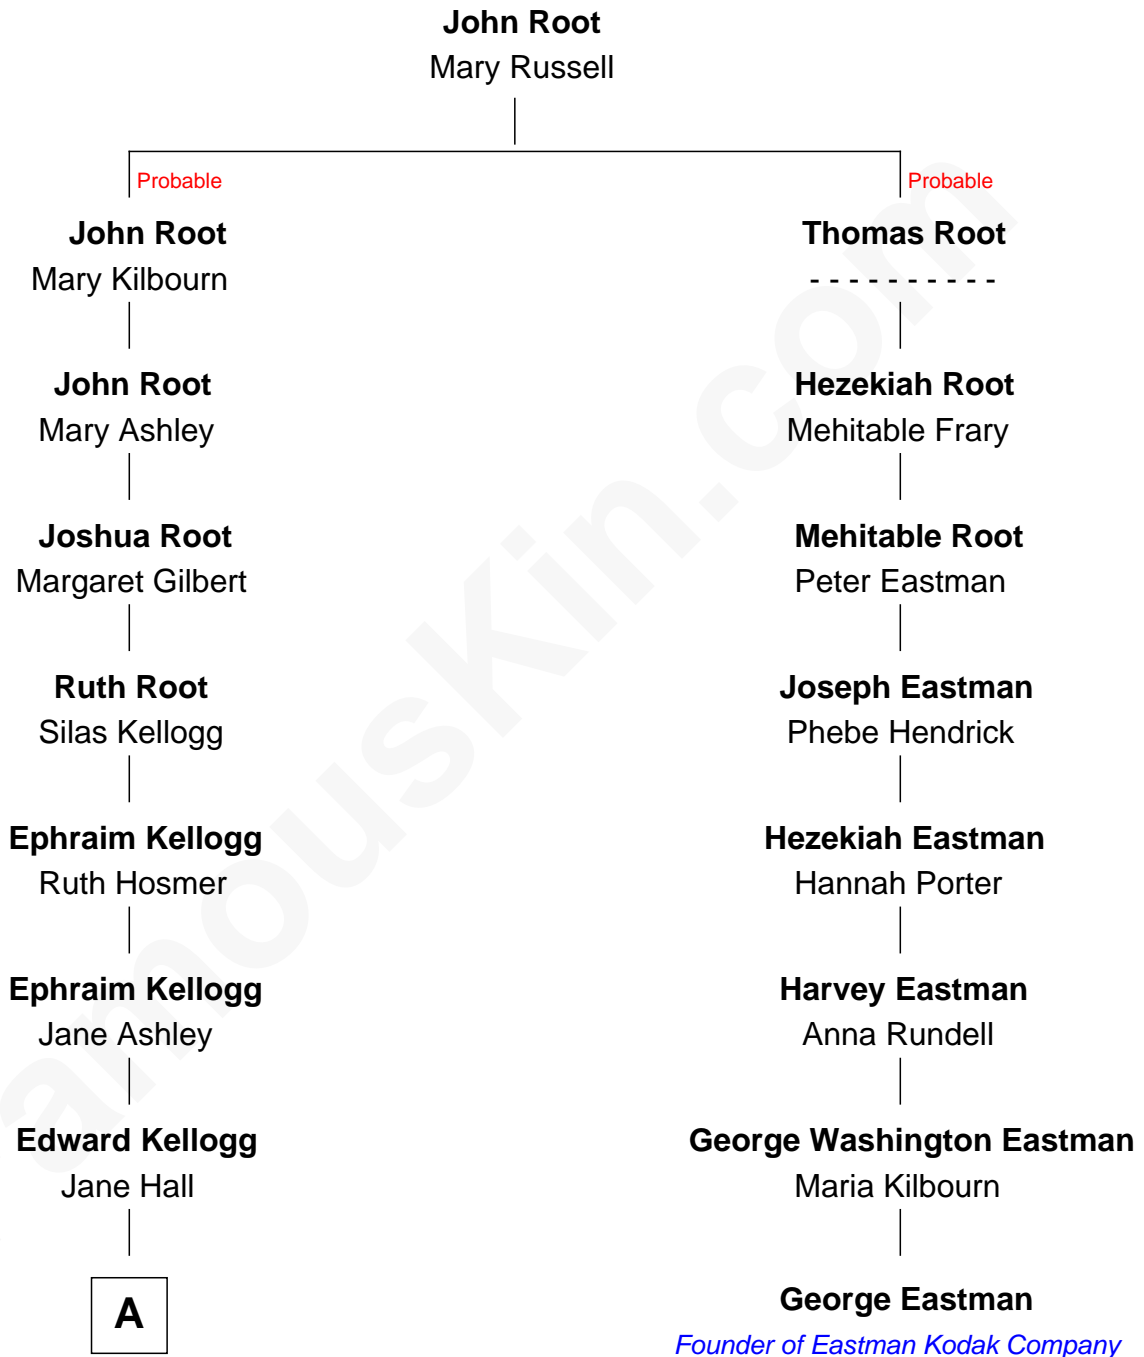 John Root
Mary Russell
Probable
Probable
John Root
Mary Kilbourn
Thomas Root
- - - - - - - - - -
John Root
Mary Ashley
Hezekiah Root
Mehitable Frary
Joshua Root
Margaret Gilbert
Mehitable Root
Peter Eastman
Ruth Root
Silas Kellogg
Joseph Eastman
Phebe Hendrick
Ephraim Kellogg
Ruth Hosmer
Hezekiah Eastman
Hannah Porter
Ephraim Kellogg
Jane Ashley
Harvey Eastman
Anna Rundell
Edward Kellogg
Jane Hall
George Washington Eastman
Maria Kilbourn
A
George Eastman
Founder of Eastman Kodak Company
amousKin.com